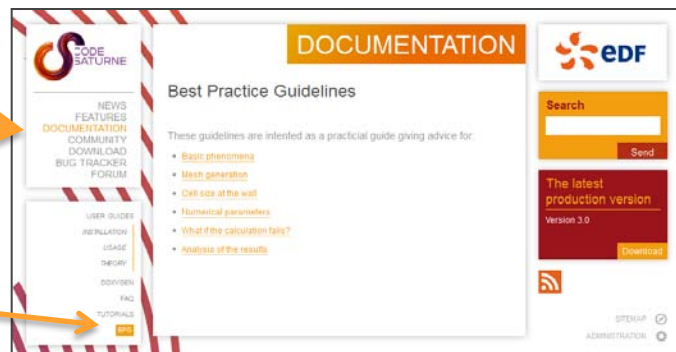 CODE
SATURNE
NEWS
FEATURES
DOCUMENTATION
COMMUNITY
DOWNLOAD
BUG TRACKER
FORUM
USER GUIDES
INSTALLATION
USAGE
THEORY
DOXYGEN
FAQ
TUTORIALS
BPG
DOCUMENTATION
Best Practice Guidelines
These guidelines are intented as a practicial guide giving advice for:
Basic phenomena
Mesh generation
Cell size at the wall
Numerical parameters
What if the calculation fails?
Analysis of the results
edf
Search
Send
The latest
production version
Version 3.0
Download
SITEMAP
ADMINISTRATION